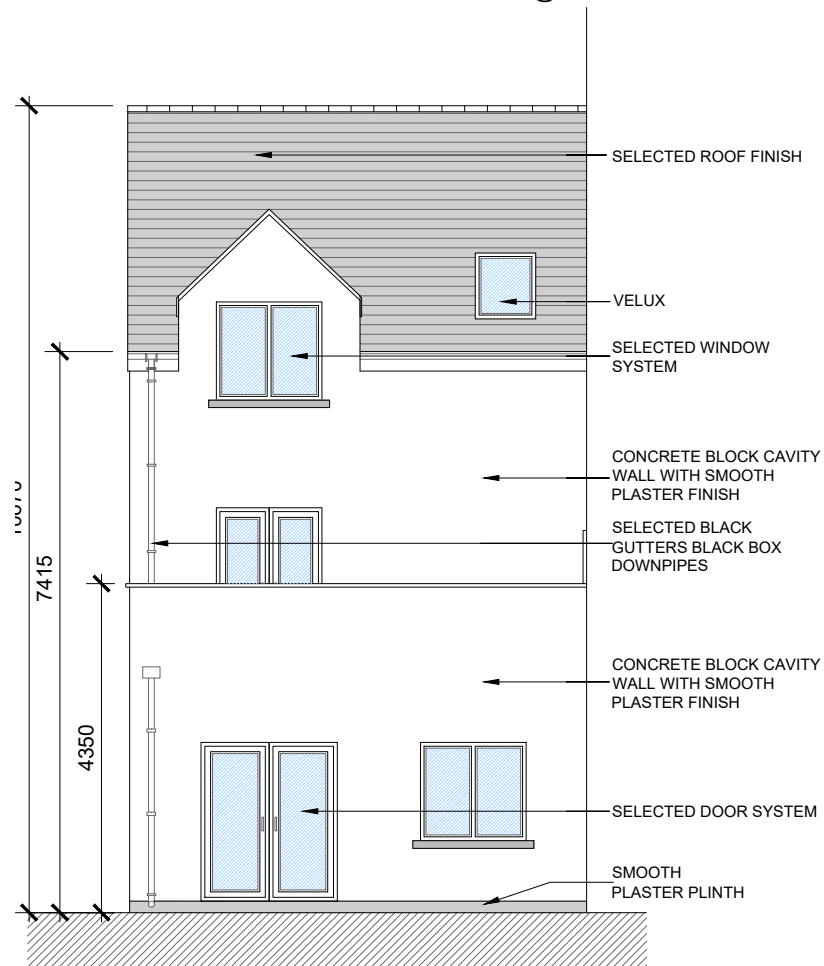 SELECTED ROOF FINISH
VELUX
SELECTED WINDOW
SYSTEM
CONCRETE BLOCK CAVITY
WALL WITH SMOOTH
PLASTER FINISH
SELECTED BLACK
GUTTERS BLACK BOX
DOWNPIPES
7415
CONCRETE BLOCK CAVITY
WALL WITH SMOOTH
PLASTER FINISH
4350
SELECTED DOOR SYSTEM
SMOOTH
PLASTER PLINTH